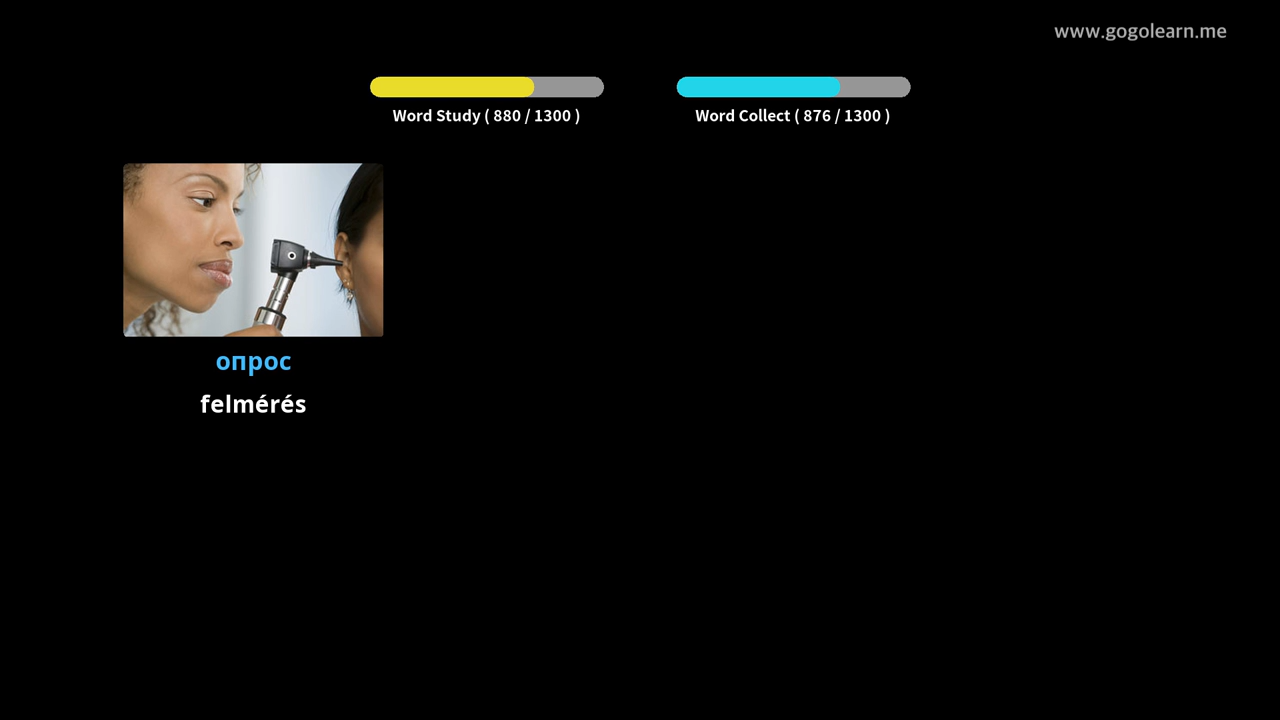 www.gogolearn.me
Word Study ( 880 / 1300 )
Word Collect ( 876 / 1300 )
опрос
felmérés